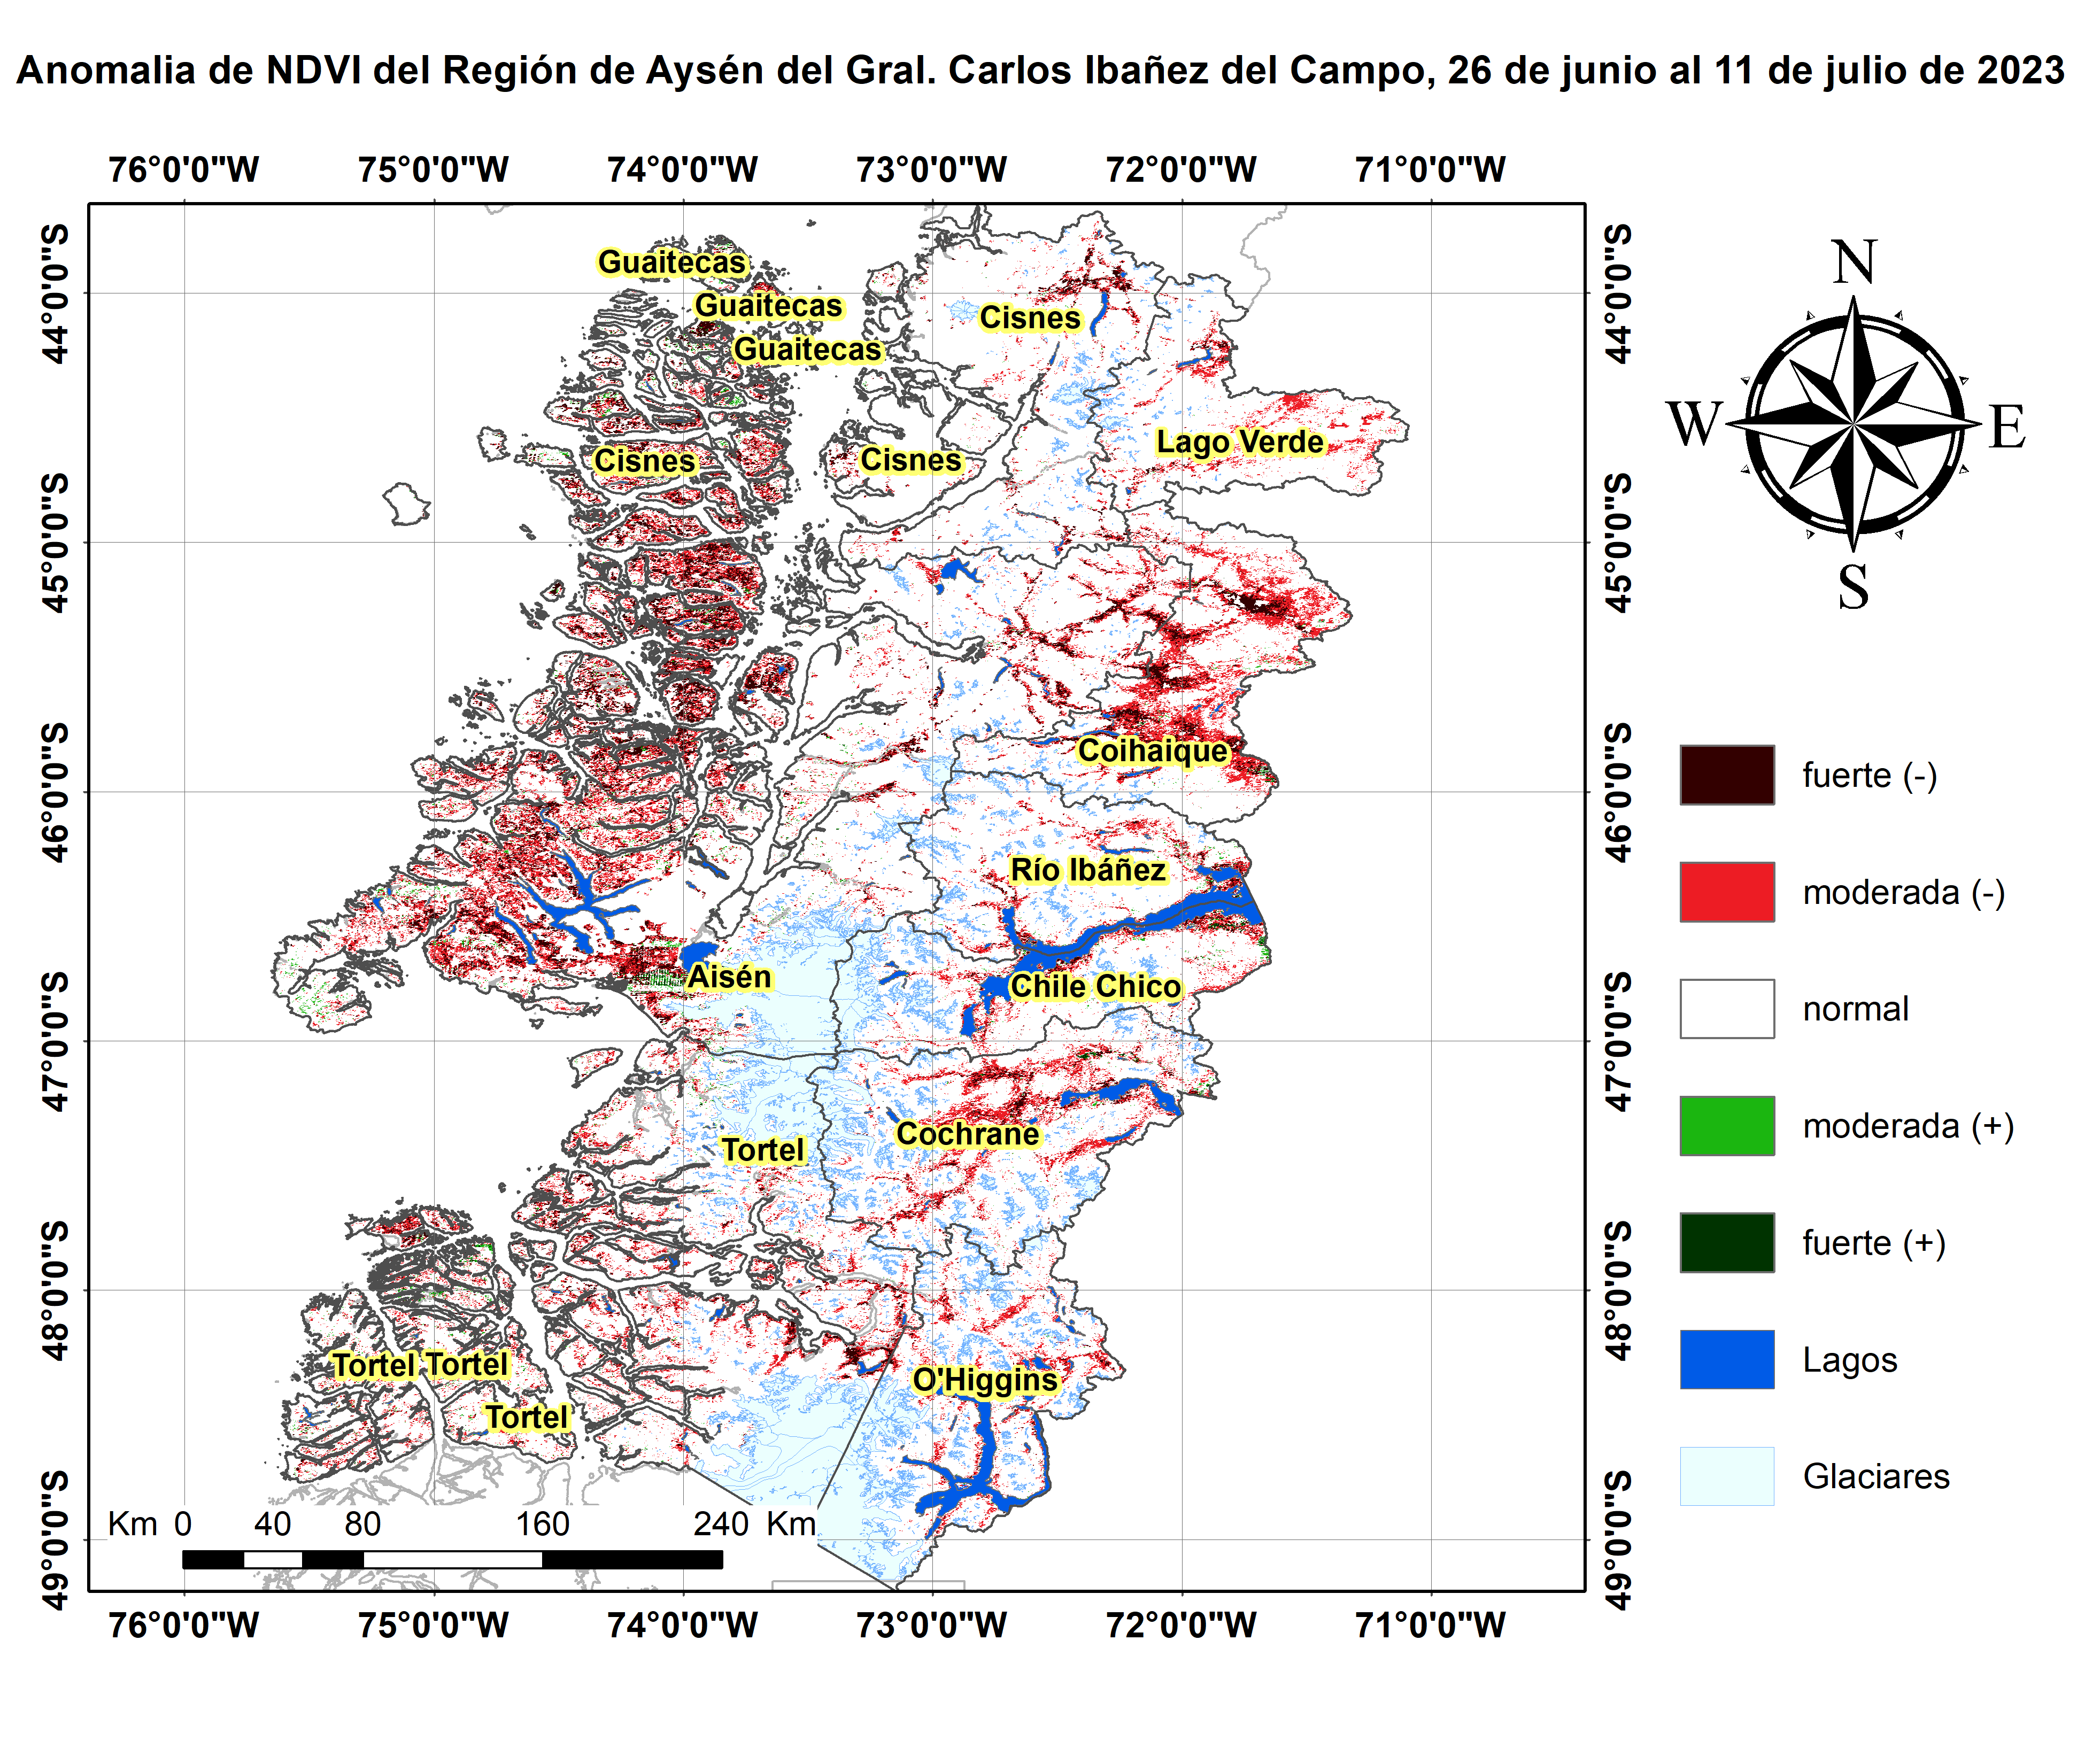 Anomalia de NDVI del Región de Aysén del Gral. Carlos Ibañez del Campo, 26 de junio al 11 de julio de 2023
76°0'0"W 75°0'0"W 74°0'0"W 73°0'0"W 72°0'0"W 71°0'0"W
44°0'0"S
45°0'0"S
46°0'0"S
47°0'0"S
48°0'0"S
49°0'0"S
Guaitecas
Guaitecas
Guaitecas
Cisnes
Cisnes
Cisnes
Lago Verde
Coihaique
Río Ibáñez
Aisén
Chile Chico
Cochrane
Tortel
Tortel Tortel
O'Higgins
Tortel
Km 0 40 80 160 240 Km
44°0'0"S
45°0'0"S
46°0'0"S
47°0'0"S
48°0'0"S
49°0'0"S
76°0'0"W 75°0'0"W 74°0'0"W 73°0'0"W 72°0'0"W 71°0'0"W
N
W E
S
fuerte (-)
moderada (-)
normal
moderada (+)
fuerte (+)
Lagos
Glaciares